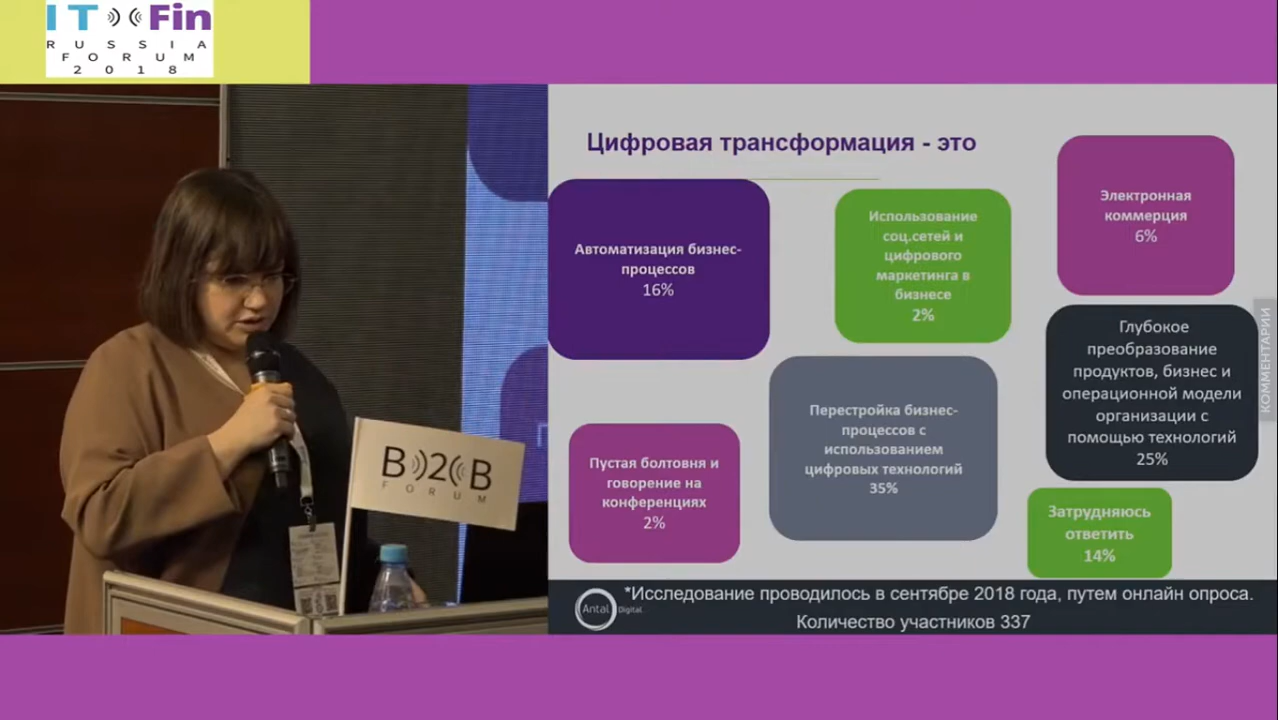 IT Fin
RUSSIA
FORUM
2018
Цифровая трансформация - это
Автоматизация бизнес-
процессов
16%
Использование
соц.сетей и
цифрового
маркетинга в
бизнесе
2%
Электронная
коммерция
6%
Глубокое
преобразование
продуктов, бизнес и
операционной модели
организации с
помощью технологий
25%
Перестройка бизнес-
процессов с
использованием
цифровых технологий
35%
Пустая болтовня и
говорение на
конференциях
2%
Затрудняюсь
ответить
14%
Antal Digital
*Исследование проводилось в сентябре 2018 года, путем онлайн опроса.
Количество участников 337
КОММЕНТАРИИ
B2B
FORUM